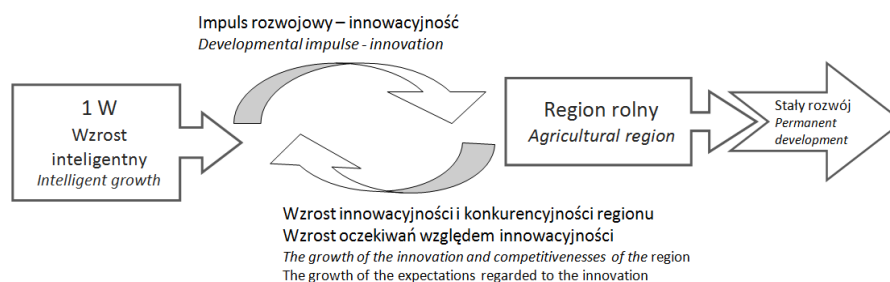 Impuls rozwojowy – innowacyjność
Developmental impulse - innovation
1 W
Wzrost
inteligentny
Intelligent growth
Region rolny
Agricultural region
Stały rozwój
Permanent
development
Wzrost innowacyjności i konkurencyjności regionu
Wzrost oczekiwań względem innowacyjności
The growth of the innovation and competitivenesses of the region
The growth of the expectations regarded to the innovation